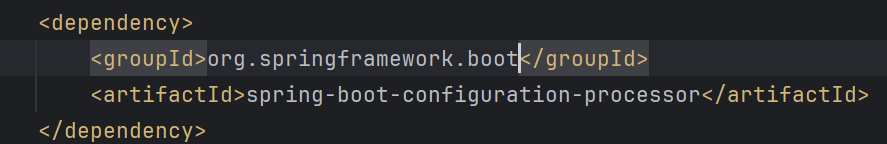 <dependency>
<groupId>org.springframework.boot</groupId>
<artifactId>spring-boot-configuration-processor</artifactId>
</dependency>